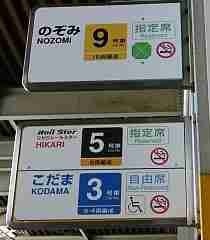 のぞみ
NOZOMI
9
号車
指定席
Reserved
Rail Star
ひかりレールスター
HIKARI
5
号車
指定席
Reserved
こだま
KODAMA
3
号車
自由席
Non-Reserved